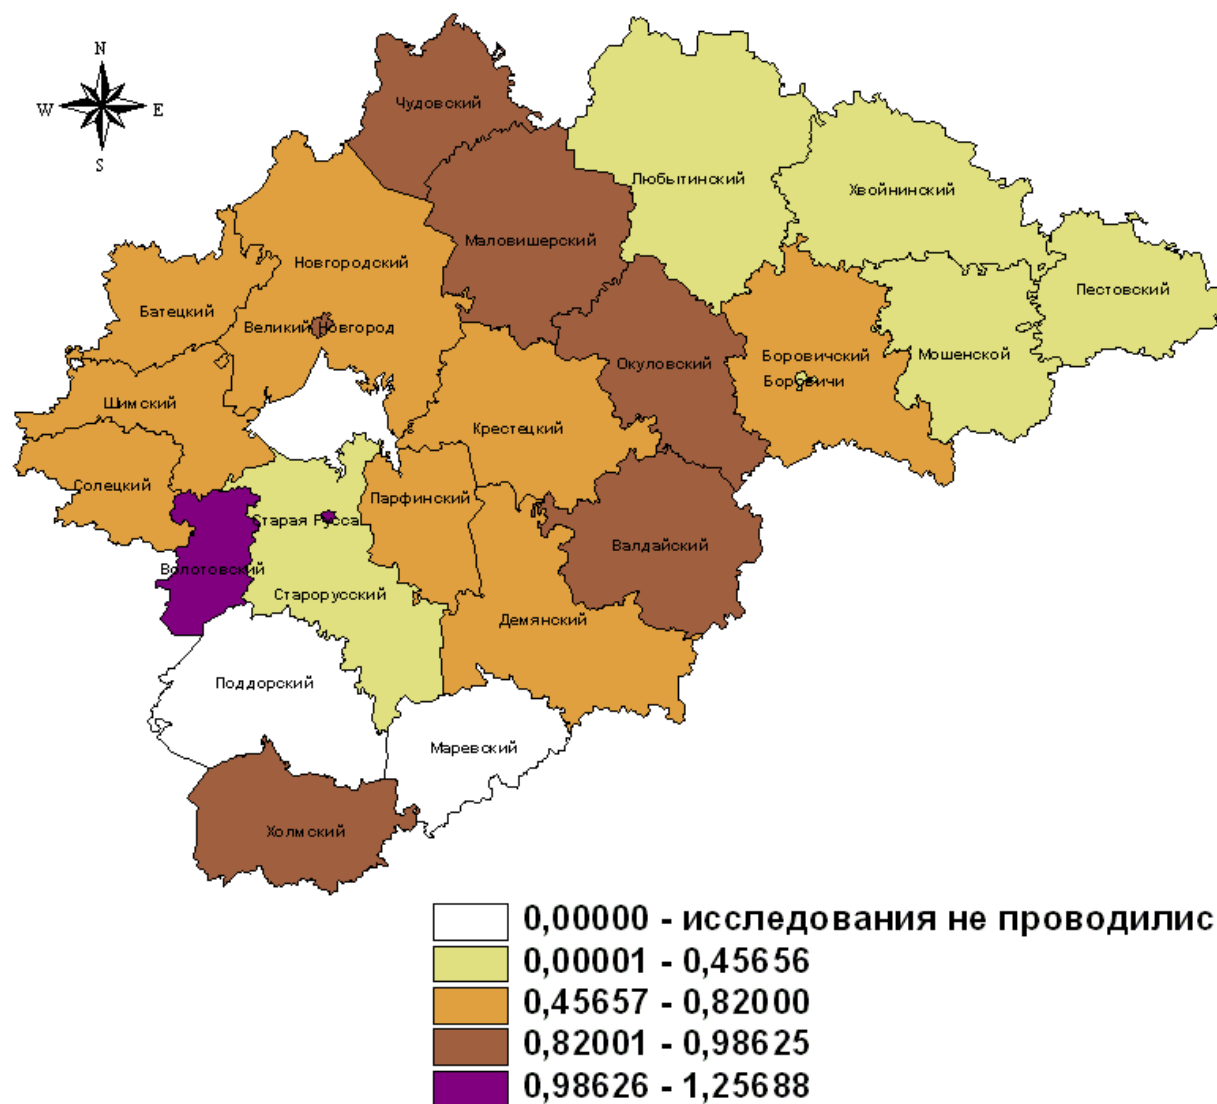 N
W E
S
Чудовский
Любытинский
Хвойнинский
Маловишерский
Новгородский
Пестовский
Батецкий
Великий Новгород
Окуловский
Боровичский
Мошенской
Боровичи
Шимский
Крестецкий
Солецкий
Парфинский
Старая Русса
Валдайский
Волотовский
Старорусский
Демянский
Поддорский
Маревский
Холмский
0,00000 - исследования не проводилис
0,00001 - 0,45656
0,45657 - 0,82000
0,82001 - 0,98625
0,98626 - 1,25688